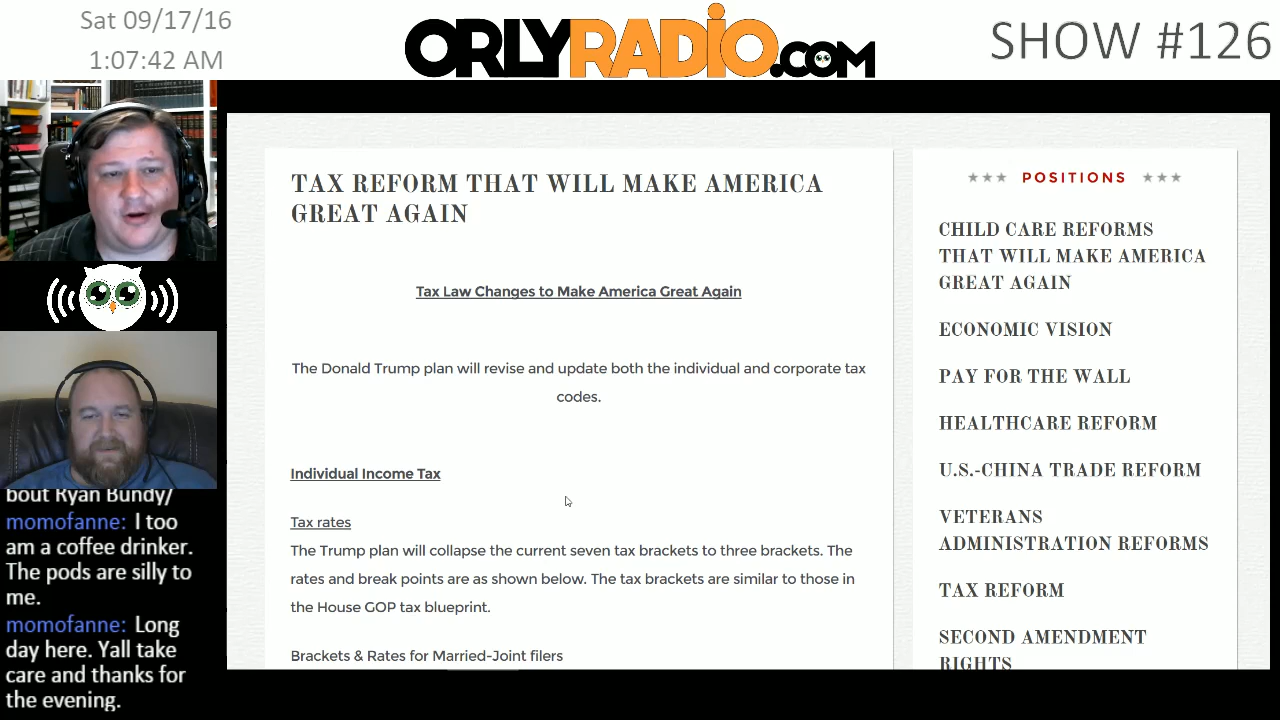 Sat 09/17/16
1:07:42 AM
ORLYRADIO.COM
SHOW #126
TAX REFORM THAT WILL MAKE AMERICA
GREAT AGAIN
Tax Law Changes to Make America Great Again
The Donald Trump plan will revise and update both the individual and corporate tax
codes.
Individual Income Tax
Tax rates
The Trump plan will collapse the current seven tax brackets to three brackets. The
rates and break points are as shown below. The tax brackets are similar to those in
the House GOP tax blueprint.
Brackets & Rates for Married-Joint filers
*** POSITIONS ***
CHILD CARE REFORMS
THAT WILL MAKE AMERICA
GREAT AGAIN
ECONOMIC VISION
PAY FOR THE WALL
HEALTHCARE REFORM
U.S.-CHINA TRADE REFORM
VETERANS
ADMINISTRATION REFORMS
TAX REFORM
SECOND AMENDMENT
RIGHTS
bout Ryan Bundy/
momofanne: I too
am a coffee drinker.
The pods are silly to
me.
momofanne: Long
day here. Yall take
care and thanks for
the evening.